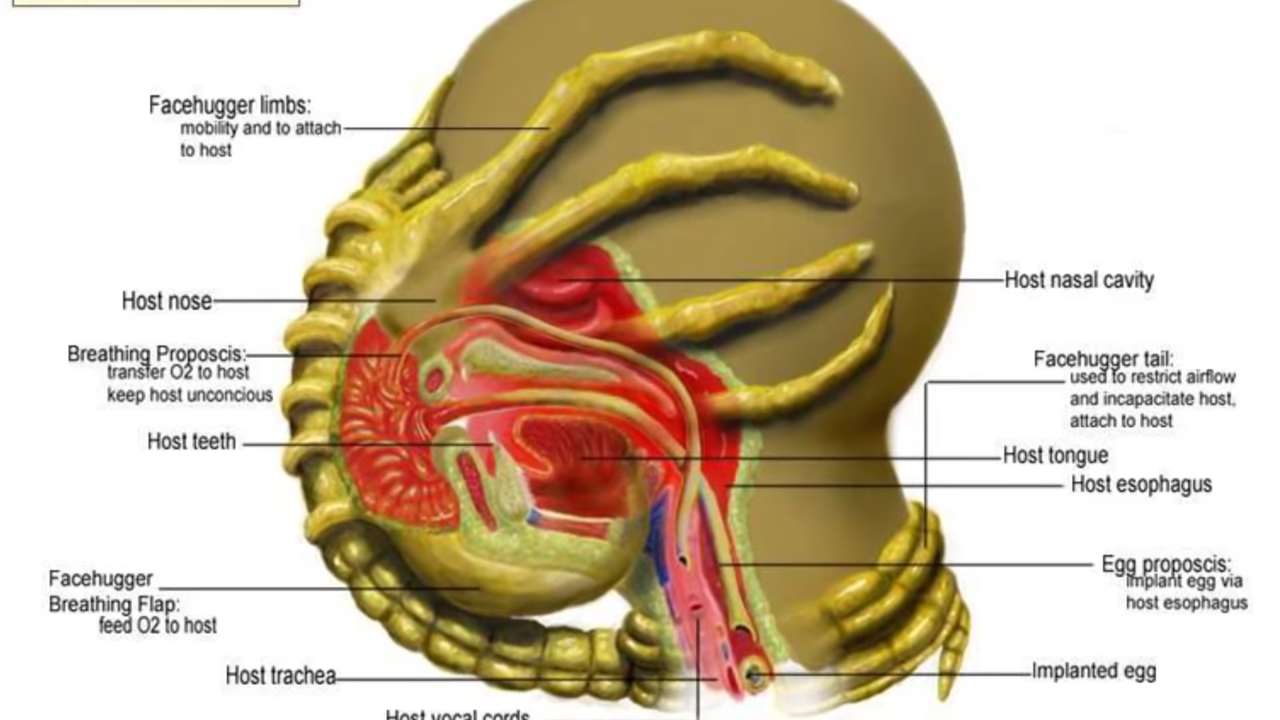 Facehugger limbs:
mobility and to attach
to host
Host nose
Breathing Proposcis:
transfer O2 to host
keep host unconcious
Host teeth
Facehugger
Breathing Flap:
feed O2 to host
Host trachea
Host vocal cords
Host nasal cavity
Facehugger tail:
used to restrict airflow
and incapacitate host,
attach to host
Host tongue
Host esophagus
Egg proposcis:
Implant egg via
host esophagus
Implanted egg